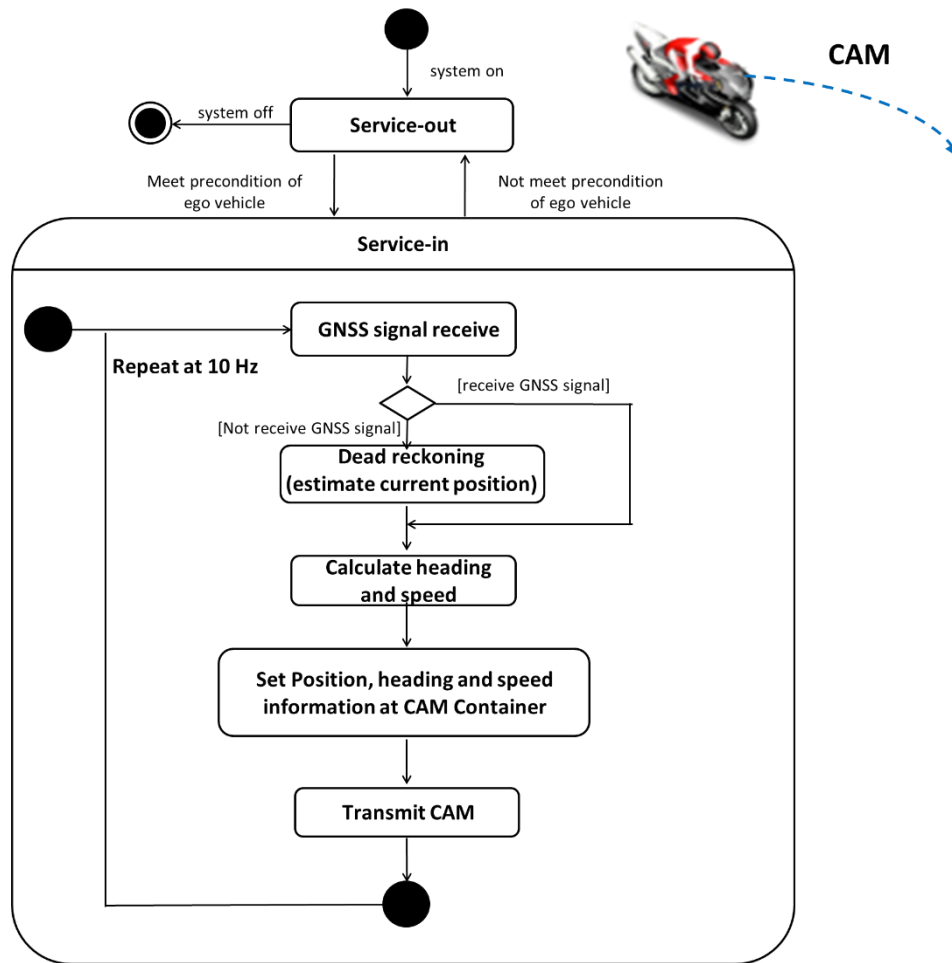 CAM
system on
system off
Service-out
Meet precondition of
ego vehicle
Not meet precondition
of ego vehicle
Service-in
GNSS signal receive
Repeat at 10 Hz
[receive GNSS signal]
[Not receive GNSS signal]
Dead reckoning
(estimate current position)
Calculate heading
and speed
Set Position, heading and speed
information at CAM Container
Transmit CAM